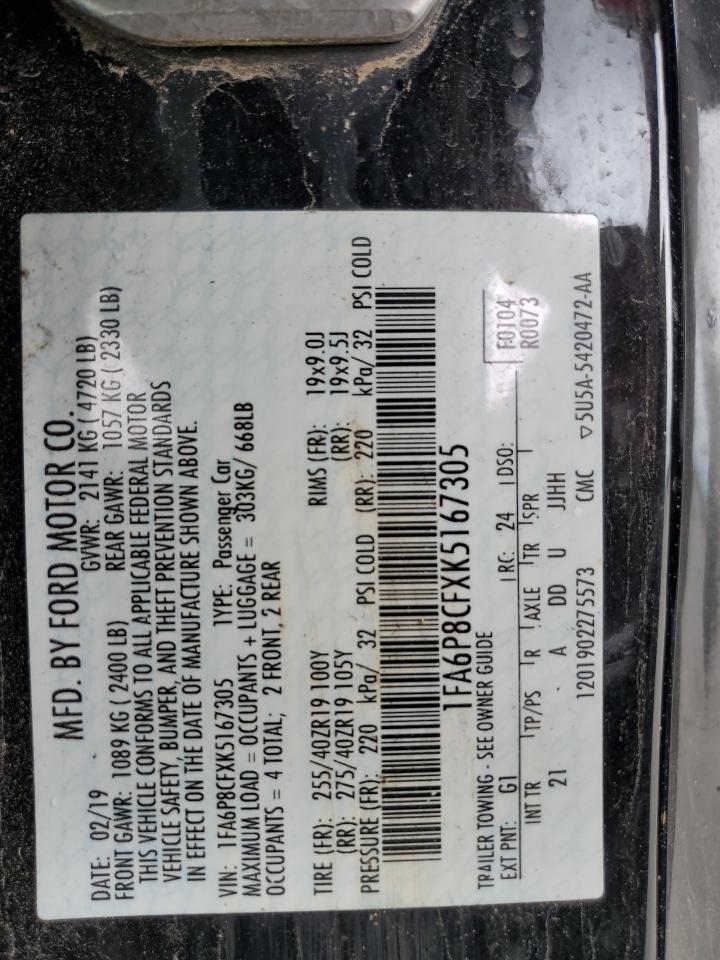 MFD. BY FORD MOTOR CO.
DATE: 02/19 GVWR: 2141 KG ( 4720 LB)
FRONT GAWR: 1089 KG ( 2400 LB) REAR GAWR: 1057 KG ( 2330 LB)
THIS VEHICLE CONFORMS TO ALL APPLICABLE FEDERAL MOTOR
VEHICLE SAFETY, BUMPER, AND THEFT PREVENTION STANDARDS
IN EFFECT ON THE DATE OF MANUFACTURE SHOWN ABOVE.
VIN: 1FA6P8CFXK5167305 TYPE: Passenger Car
MAXIMUM LOAD = OCCUPANTS + LUGGAGE = 303KG/ 668LB
OCCUPANTS = 4 TOTAL; 2 FRONT, 2 REAR
TIRE (FR): 255/40ZR19 100Y RIMS (FR): 19x9.0J
(RR): 275/40ZR19 105Y (RR): 19x9.5J
PRESSURE (FR): 220 kPa/ 32 PSI COLD (RR): 220 kPa/ 32 PSI COLD
1FA6P8CFXK5167305
TRAILER TOWING - SEE OWNER GUIDE
F0104
R0073
EXT PNT: G1 RC: 24 DSO:
INT TR TP/PS R AXLE TR SPR
21 A DD U JJHH
1201902275573 CMC ▽5U5A-5420472-AA